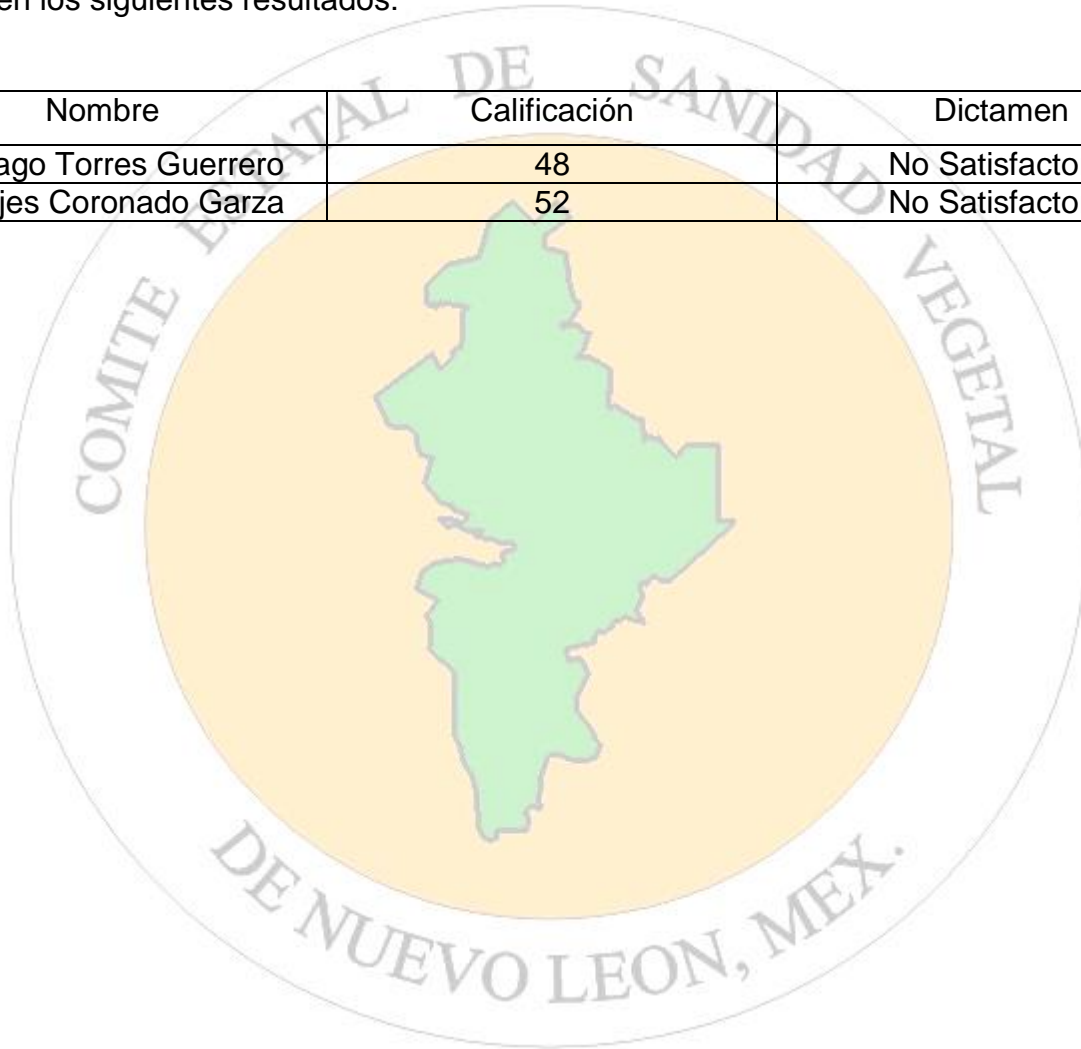 en los siguientes resultados:
Nombre Calificación Dictamen
ago Torres Guerrero 48 No Satisfacto
jes Coronado Garza 52 No Satisfacto
COMITE ESTATAL DE SANIDAD VEGETAL
DE NUEVO LEON, MEX.